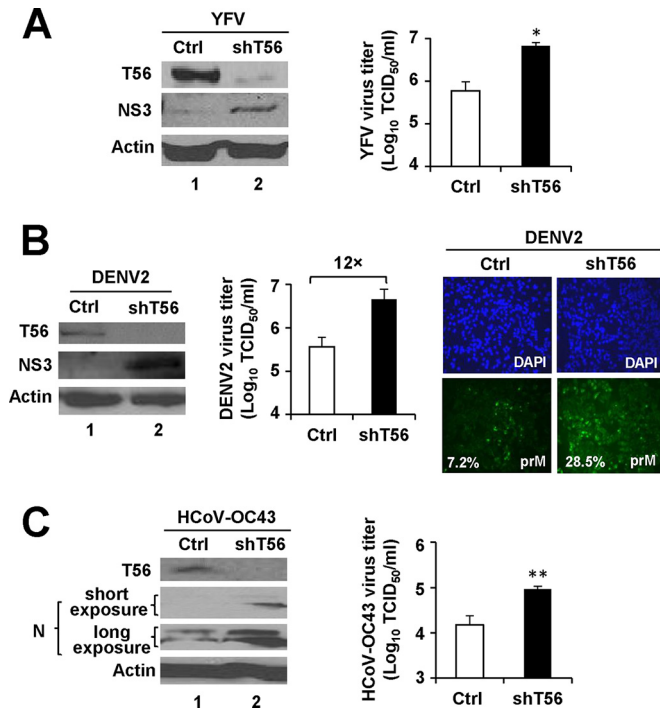 A
YFV
Ctrl shT56
T56
NS3
Actin
1 2
YFV virus titer
(Log10 TCID50/ml)
7
6
5
4
*
Ctrl shT56
B
DENV2
Ctrl shT56
T56
NS3
Actin
1 2
DENV2 virus titer
(Log10 TCID50/ml)
7
6
5
4
12×
Ctrl shT56
DENV2
Ctrl shT56
DAPI DAPI
7.2% prM 28.5% prM
C
HCoV-OC43
Ctrl shT56
T56
N
short
exposure
long
exposure
Actin
1 2
HCoV-OC43 virus titer
(Log10 TCID50/ml)
6
5
4
3
**
Ctrl shT56